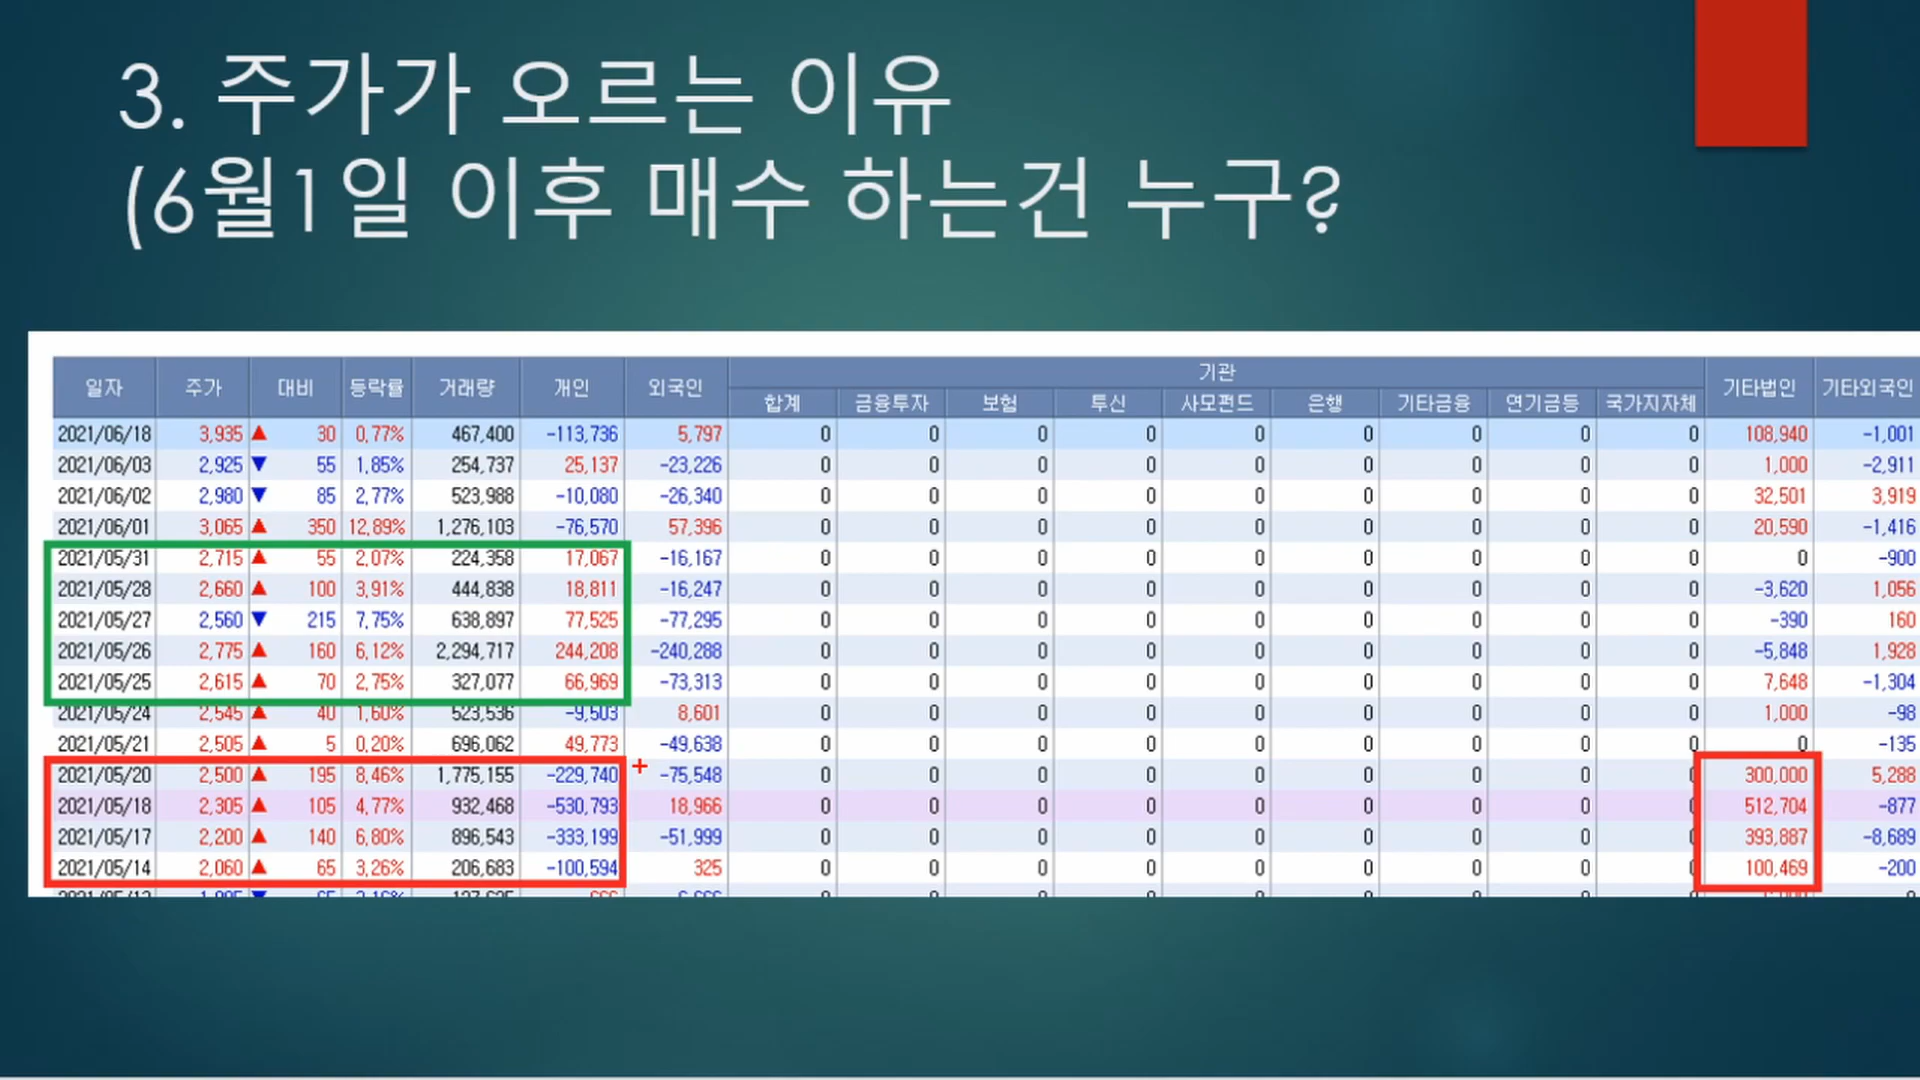 3. 주가가 오르는 이유
(6월1일 이후 매수 하는건 누구?
일자 주가 대비 등락률 거래량 개인 외국인 기관 기타법인 기타외국인
합계 금융투자 보험 투신 사모펀드 은행 기타금융 연기금등 국가지자체
2021/06/18 3,935 ▲ 30 0.77% 467,400 -113,736 5,797 0 0 0 0 0 0 0 0 0 108,940 -1,001
2021/06/03 2,925 ▼ 55 1.85% 254,737 25,137 -23,226 0 0 0 0 0 0 0 0 0 1,000 -2,911
2021/06/02 2,980 ▼ 85 2.77% 523,988 -10,080 -26,340 0 0 0 0 0 0 0 0 0 32,501 3,919
2021/06/01 3,065 ▲ 350 12.89% 1,276,103 -76,570 57,396 0 0 0 0 0 0 0 0 0 20,590 -1,416
2021/05/31 2,715 ▲ 55 2.07% 224,358 17,067 -16,167 0 0 0 0 0 0 0 0 0 0 -900
2021/05/28 2,660 ▲ 100 3.91% 444,838 18,811 -16,247 0 0 0 0 0 0 0 0 0 -3,620 1,056
2021/05/27 2,560 ▼ 215 7.75% 638,897 77,525 -77,295 0 0 0 0 0 0 0 0 0 -390 160
2021/05/26 2,775 ▲ 160 6.12% 2,294,717 244,208 -240,288 0 0 0 0 0 0 0 0 0 -5,848 1,928
2021/05/25 2,615 ▲ 70 2.75% 327,077 66,969 -73,313 0 0 0 0 0 0 0 0 0 7,648 -1,304
2021/05/24 2,545 ▲ 40 1.60% 523,536 -9,503 8,601 0 0 0 0 0 0 0 0 0 1,000 -98
2021/05/21 2,505 ▲ 5 0.20% 696,062 49,773 -49,638 0 0 0 0 0 0 0 0 0 0 -135
2021/05/20 2,500 ▲ 195 8.46% 1,775,155 -229,740 + -75,548 0 0 0 0 0 0 0 0 0 300,000 5,288
2021/05/18 2,305 ▲ 105 4.77% 932,468 -530,793 18,966 0 0 0 0 0 0 0 0 0 512,704 -877
2021/05/17 2,200 ▲ 140 6.80% 896,543 -333,199 -51,999 0 0 0 0 0 0 0 0 0 393,887 -8,689
2021/05/14 2,060 ▲ 65 3.26% 206,683 -100,594 325 0 0 0 0 0 0 0 0 0 100,469 -200